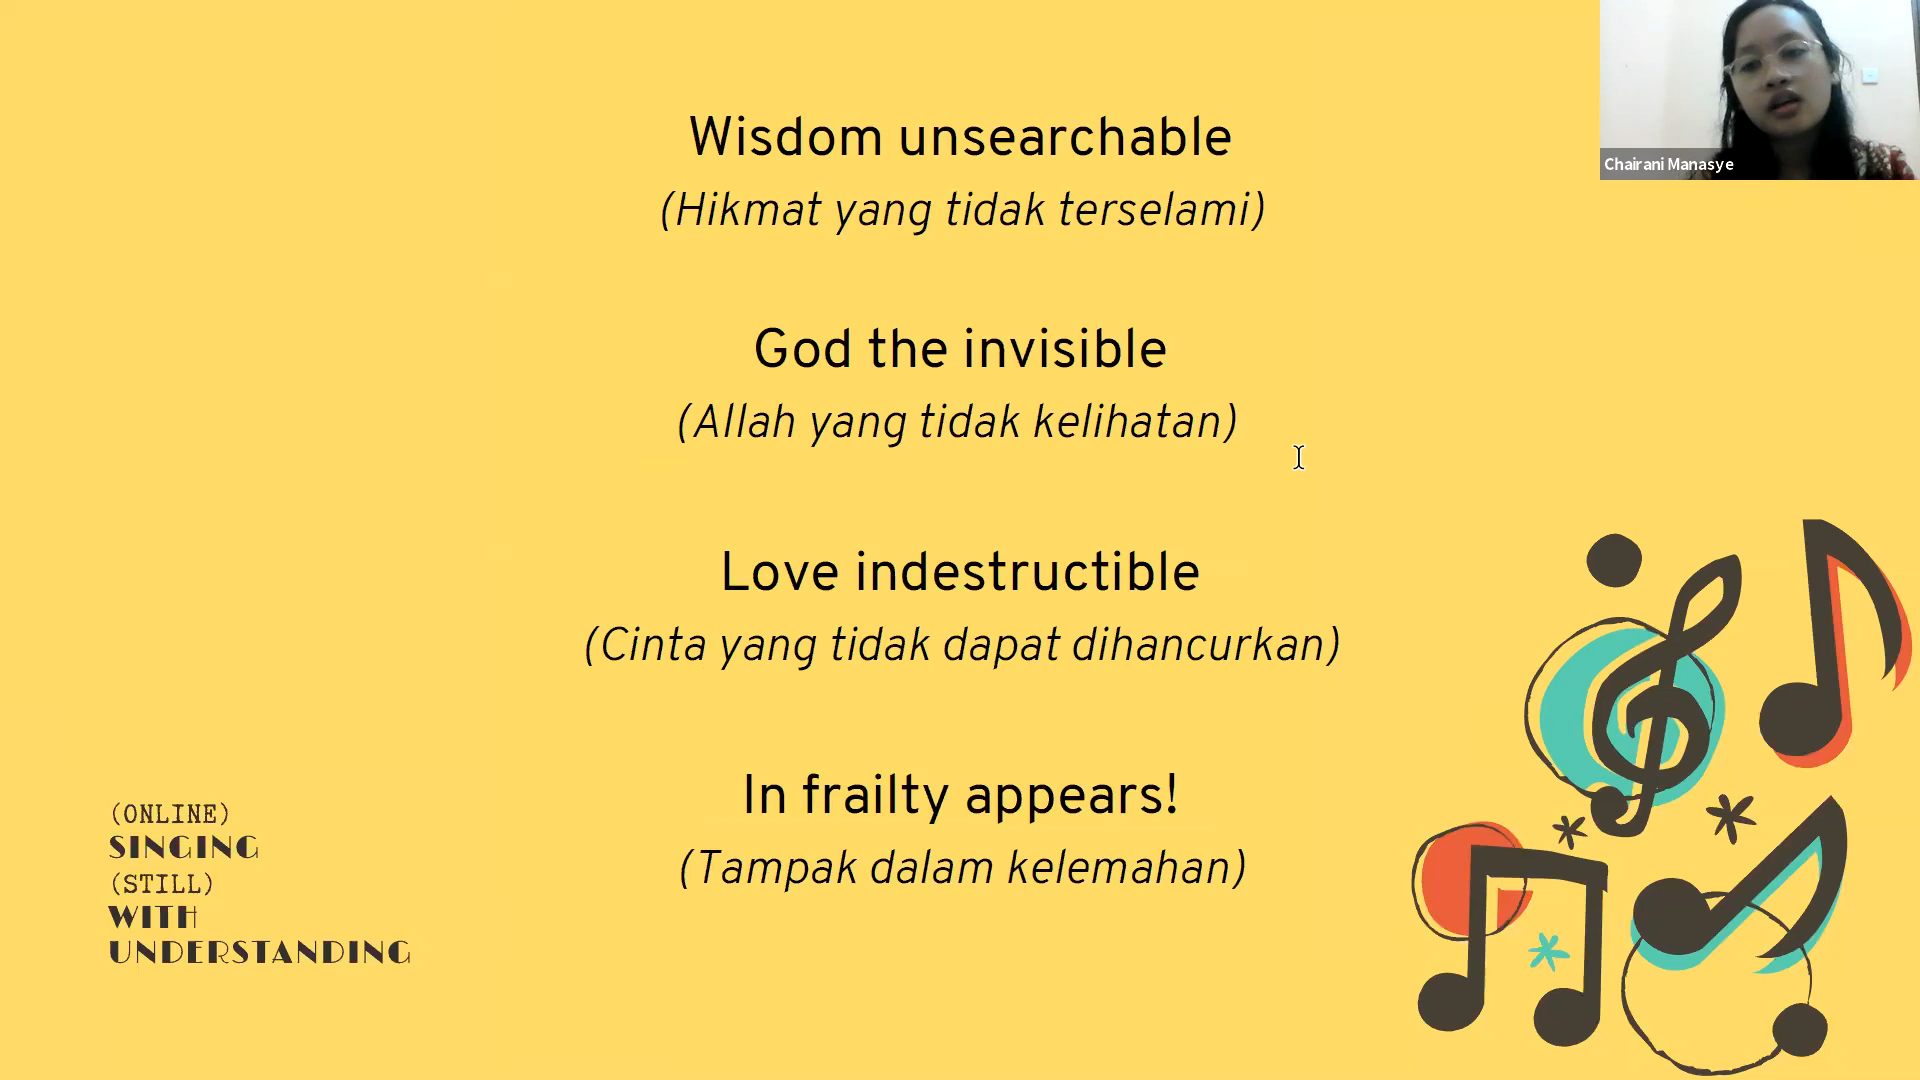 Wisdom unsearchable
(Hikmat yang tidak terselami)
God the invisible
(Allah yang tidak kelihatan)
Love indestructible
(Cinta yang tidak dapat dihancurkan)
In frailty appears!
(Tampak dalam kelemahan)
(ONLINE)
SINGING
(STILL)
WITH
UNDERSTANDING
Chairani Manasye